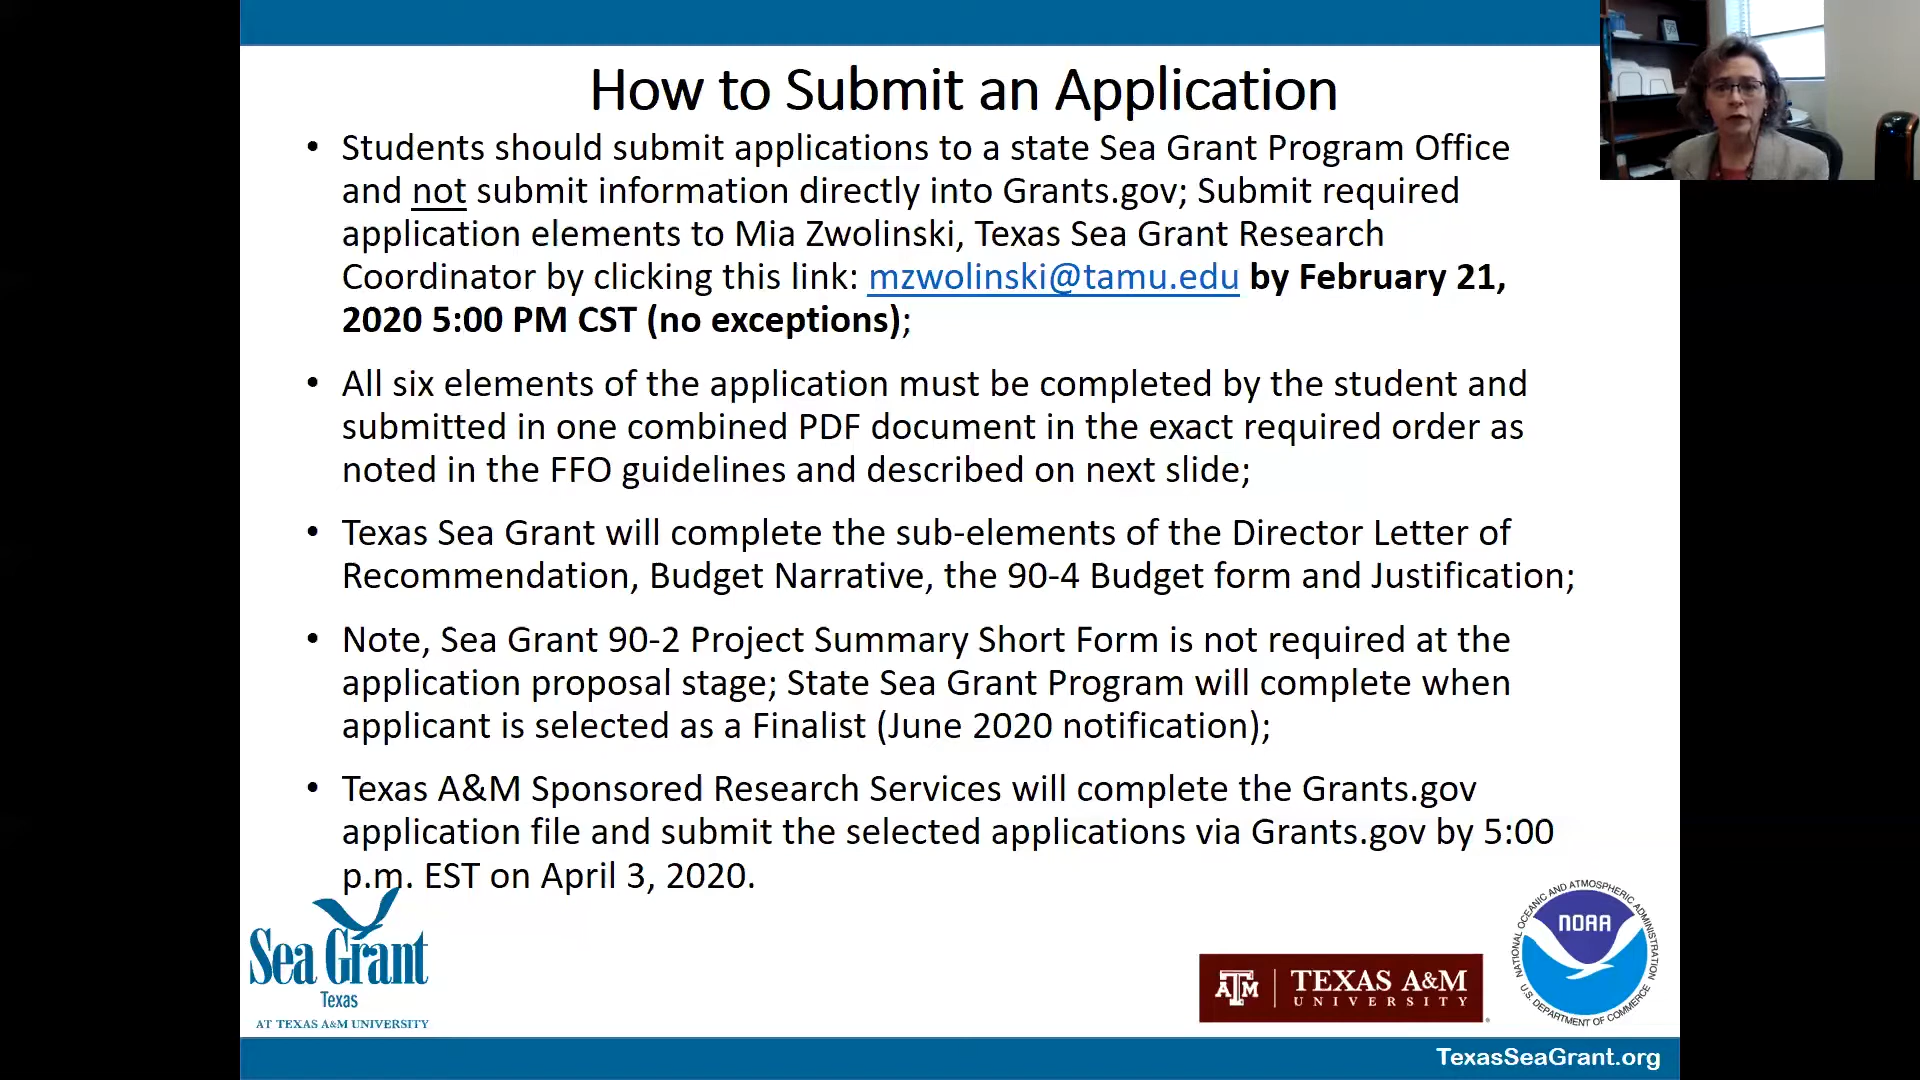 How to Submit an Application
• Students should submit applications to a state Sea Grant Program Office
and not submit information directly into Grants.gov; Submit required
application elements to Mia Zwolinski, Texas Sea Grant Research
Coordinator by clicking this link: mzwolinski@tamu.edu by February 21,
2020 5:00 PM CST (no exceptions);
• All six elements of the application must be completed by the student and
submitted in one combined PDF document in the exact required order as
noted in the FFO guidelines and described on next slide;
• Texas Sea Grant will complete the sub-elements of the Director Letter of
Recommendation, Budget Narrative, the 90-4 Budget form and Justification;
• Note, Sea Grant 90-2 Project Summary Short Form is not required at the
application proposal stage; State Sea Grant Program will complete when
applicant is selected as a Finalist (June 2020 notification);
• Texas A&M Sponsored Research Services will complete the Grants.gov
application file and submit the selected applications via Grants.gov by 5:00
p.m. EST on April 3, 2020.
Sea Grant
Texas
AT TEXAS A&M UNIVERSITY
ATM
TEXAS A&M
UNIVERSITY
NATIONAL OCEANIC AND ATMOSPHERIC ADMINISTRATION
NOAA
U.S. DEPARTMENT OF COMMERCE
TexasSeaGrant.org